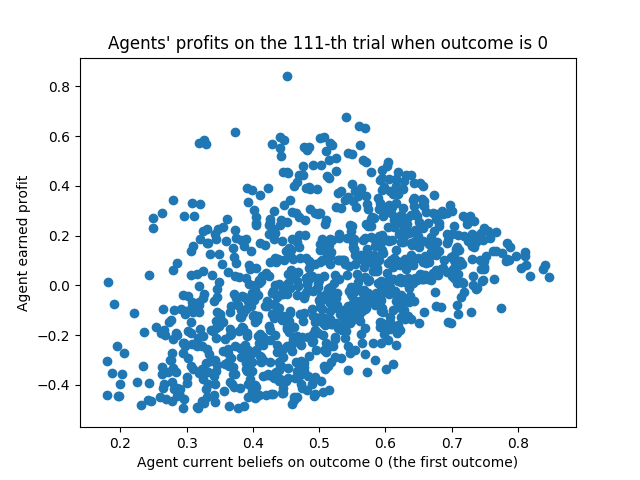 Agents' profits on the 111-th trial when outcome is 0
0.8
0.6
0.4
0.2
0.0
−0.2
−0.4
Agent earned profit
0.2 0.3 0.4 0.5 0.6 0.7 0.8
Agent current beliefs on outcome 0 (the first outcome)